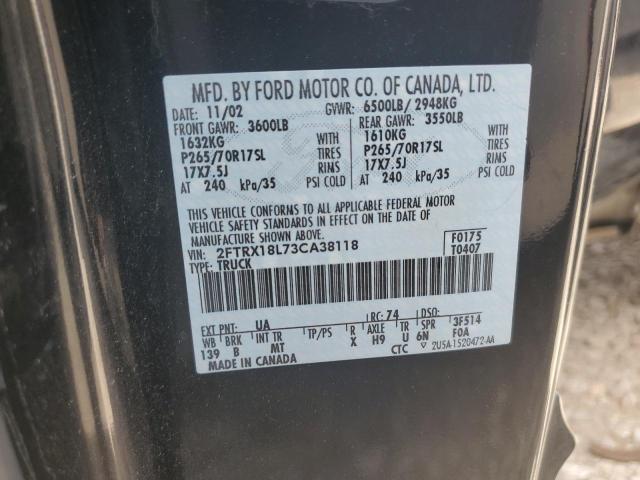 MFD. BY FORD MOTOR CO. OF CANADA, LTD.
DATE: 11/02 GVWR: 6500LB/ 2948KG
FRONT GAWR: 3600LB REAR GAWR: 3550LB
1632KG WITH 1610KG WITH
P265/70R17SL TIRES P265/70R17SL TIRES
17X7.5J RIMS 17X7.5J RIMS
AT 240 kPa/35 PSI COLD AT 240 kPa/35 PSI COLD
THIS VEHICLE CONFORMS TO ALL APPLICABLE FEDERAL MOTOR
VEHICLE SAFETY STANDARDS IN EFFECT ON THE DATE OF
MANUFACTURE SHOWN ABOVE.
VIN: 2FTRX18L73CA38118 F0175
TYPE: TRUCK T0407
EXT PNT: UA RC: 74 DSO:
WB BRK INT TR TP/PS R AXLE TR SPR 3F514
139 B MT X H9 U 6N F0A
MADE IN CANADA CTC 2U5A-1520472-AA